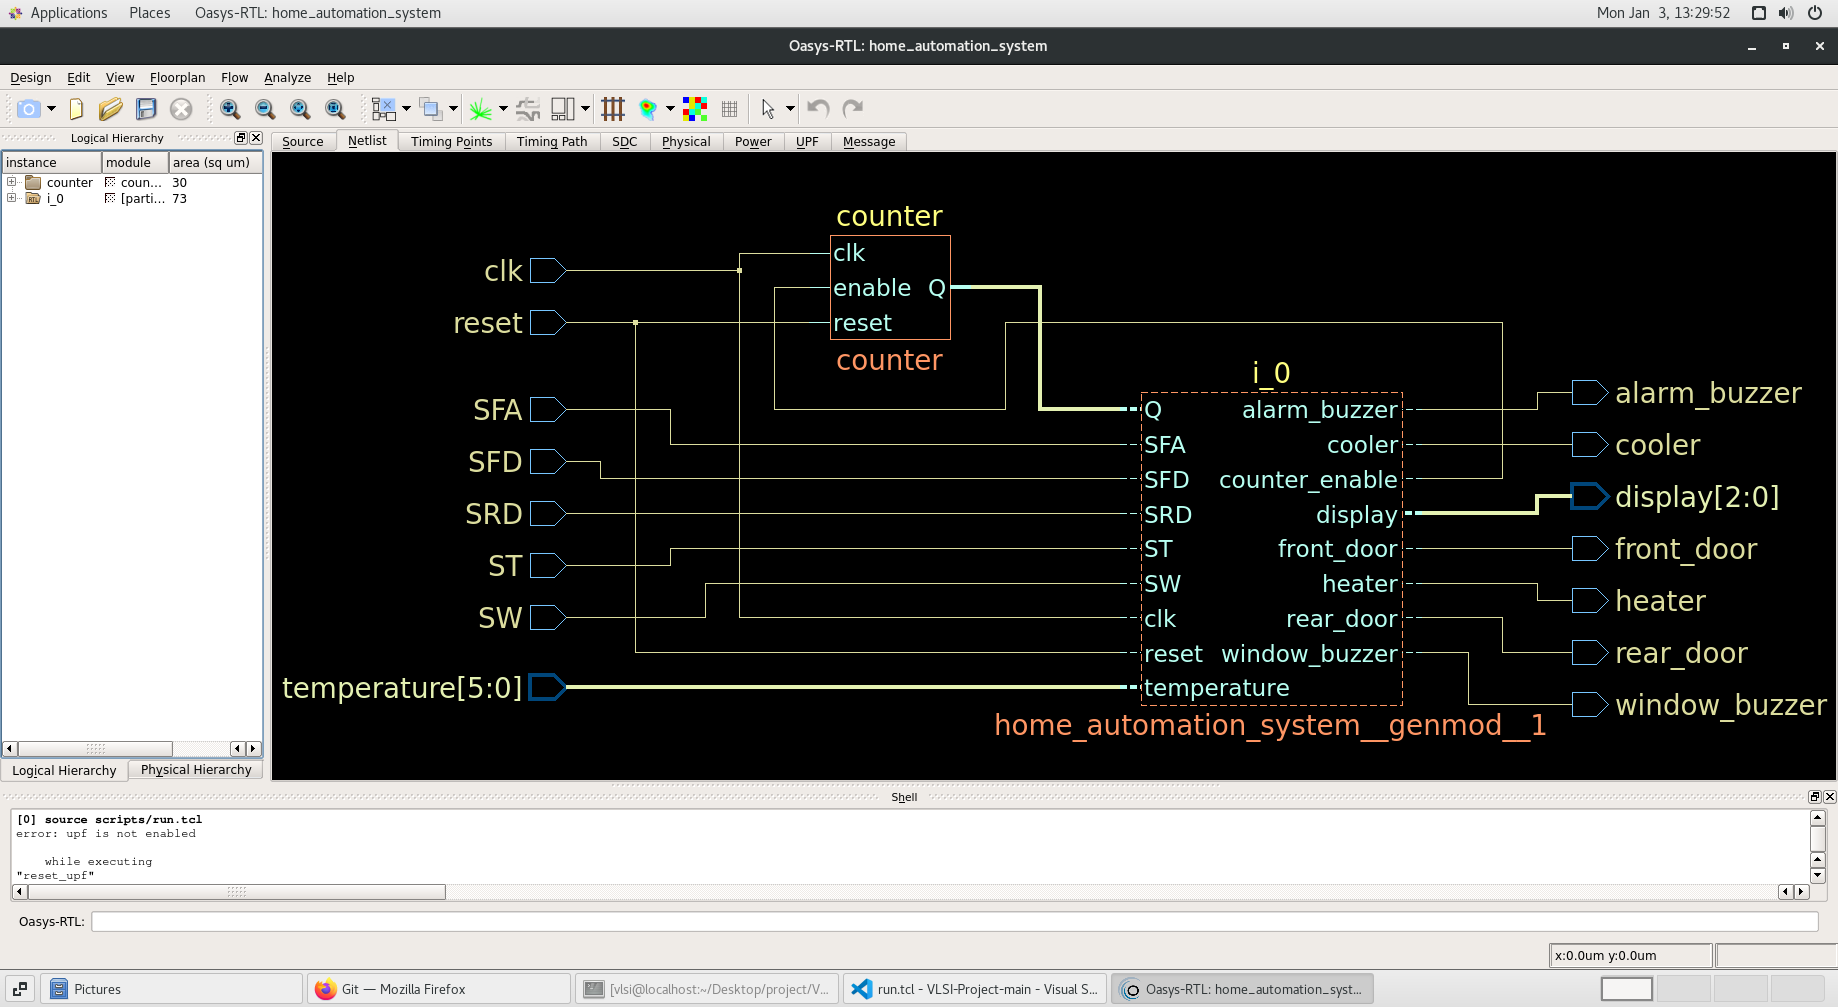 Applications Places Oasys-RTL: home_automation_system Mon Jan 3, 13:29:52
Oasys-RTL: home_automation_system
Design Edit View Floorplan Flow Analyze Help
Logical Hierarchy
Source Netlist Timing Points Timing Path SDC Physical Power UPF Message
instance module area (sq um)
counter coun... 30
i_0 [parti... 73
counter
clk
enable Q
reset
counter
clk
reset
SFA
SFD
SRD
ST
SW
temperature[5:0]
i_0
Q alarm_buzzer
SFA cooler
SFD counter_enable
SRD display
ST front_door
SW heater
clk rear_door
reset window_buzzer
temperature
home_automation_system__genmod__1
alarm_buzzer
cooler
display[2:0]
front_door
heater
rear_door
window_buzzer
Logical Hierarchy Physical Hierarchy
Shell
[0] source scripts/run.tcl
error: upf is not enabled
while executing
"reset_upf"
Oasys-RTL:
x:0.0um y:0.0um
Pictures Git — Mozilla Firefox [vlsi@localhost:~/Desktop/project/V... run.tcl - VLSI-Project-main - Visual S... Oasys-RTL: home_automation_syst...